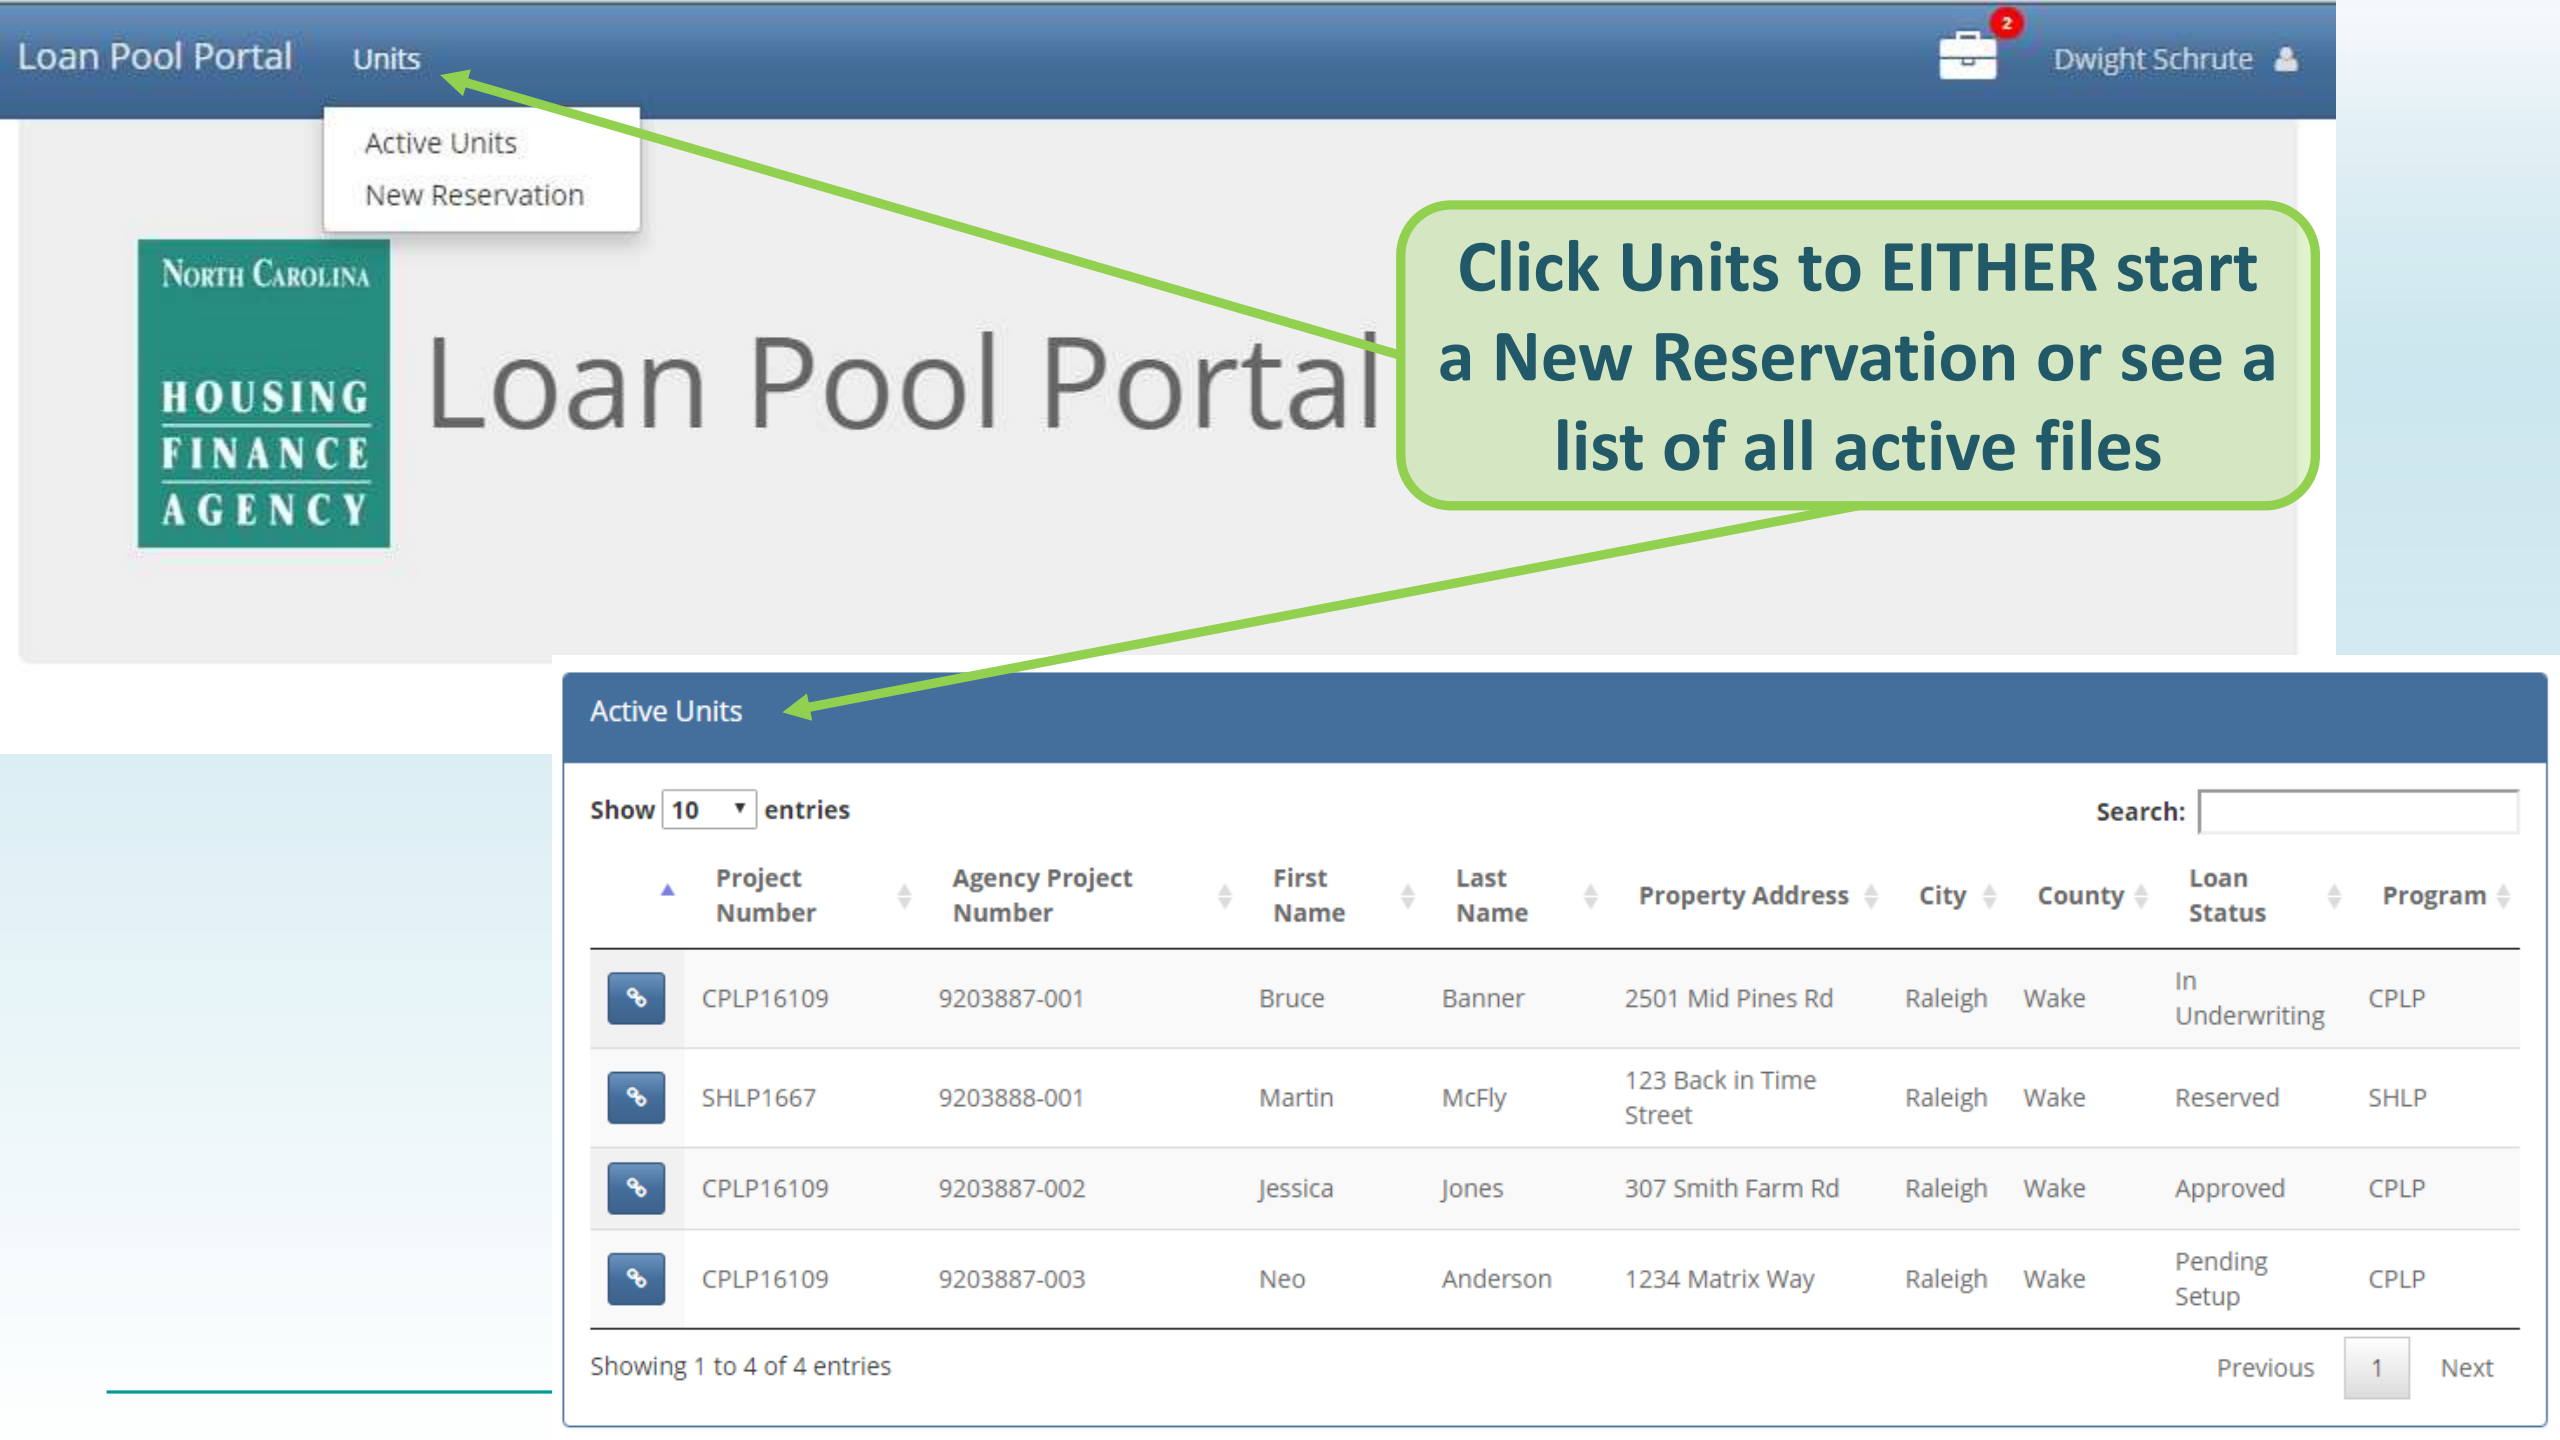 Loan Pool Portal Units 2 Dwight Schrute
Active Units
New Reservation
NORTH CAROLINA
HOUSING
FINANCE
AGENCY
Loan Pool Portal
Click Units to EITHER start
a New Reservation or see a
list of all active files
Active Units
Show 10 entries Search:
Project Number Agency Project Number First Name Last Name Property Address City County Loan Status Program
CPLP16109 9203887-001 Bruce Banner 2501 Mid Pines Rd Raleigh Wake In Underwriting CPLP
SHLP1667 9203888-001 Martin McFly 123 Back in Time Street Raleigh Wake Reserved SHLP
CPLP16109 9203887-002 Jessica Jones 307 Smith Farm Rd Raleigh Wake Approved CPLP
CPLP16109 9203887-003 Neo Anderson 1234 Matrix Way Raleigh Wake Pending Setup CPLP
Showing 1 to 4 of 4 entries Previous 1 Next